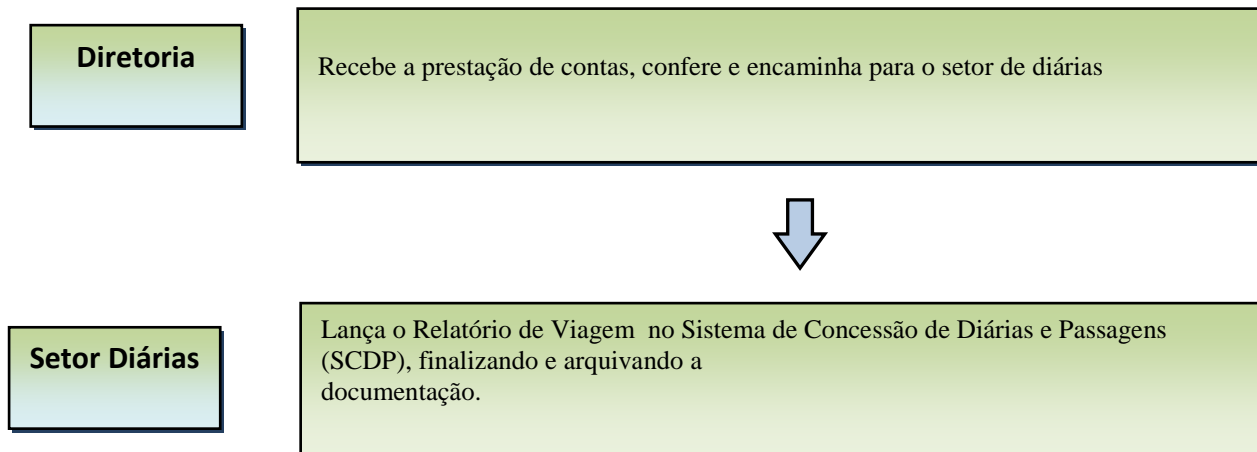 Diretoria
Recebe a prestação de contas, confere e encaminha para o setor de diárias
Setor Diárias
Lança o Relatório de Viagem no Sistema de Concessão de Diárias e Passagens
(SCDP), finalizando e arquivando a
documentação.